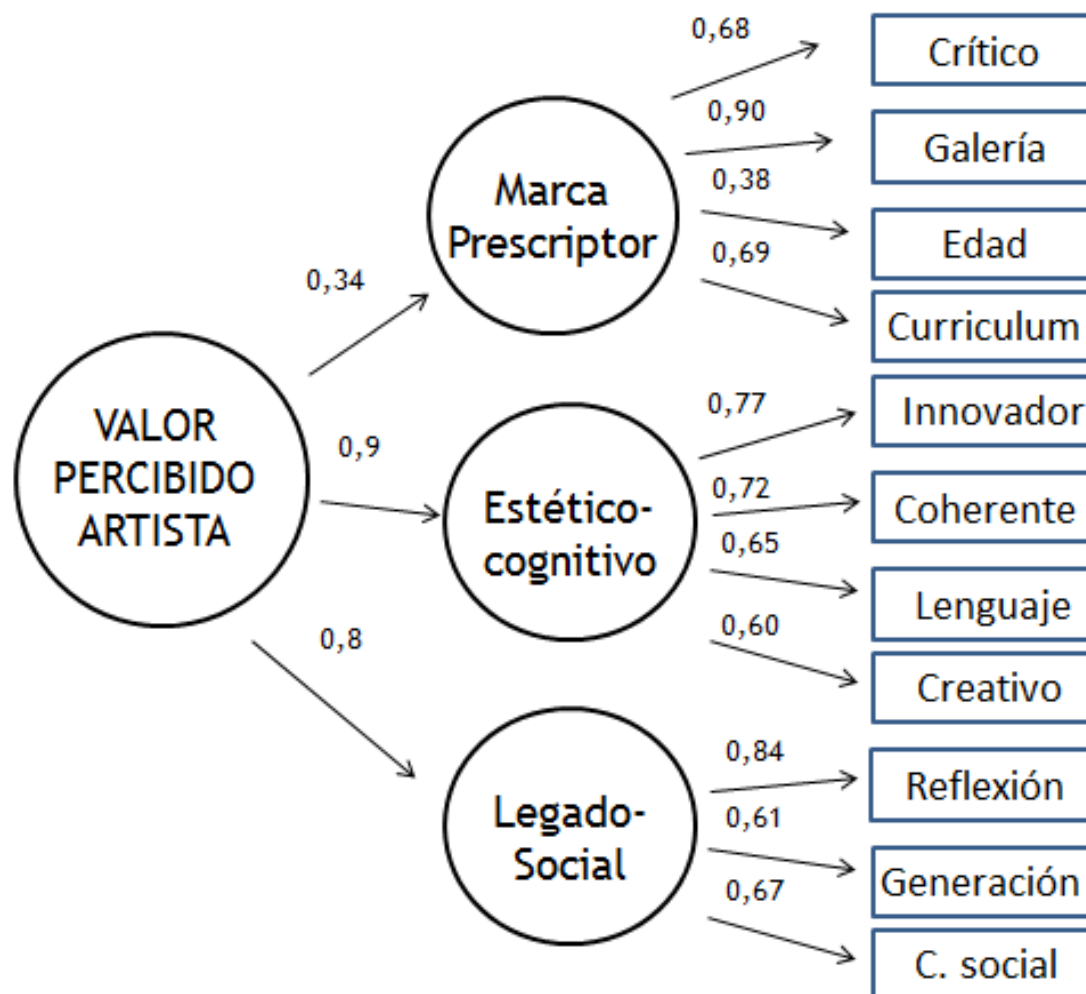 0,68
Crítico
0,90
Galería
0,38
Edad
0,69
Curriculum
Marca
Prescriptor
0,34
VALOR
PERCIBIDO
ARTISTA
0,9
Estético-
cognitivo
0,77
Innovador
0,72
Coherente
0,65
Lenguaje
0,60
Creativo
0,8
Legado-
Social
0,84
Reflexión
0,61
Generación
0,67
C. social